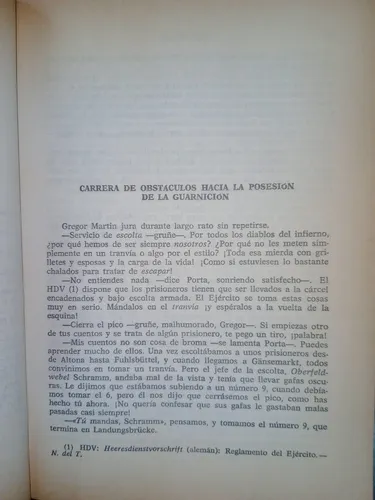 CARRERA DE OBSTACULOS HACIA LA POSESION
DE LA GUARNICION
Gregor Martin jura durante largo rato sin repetirse.
—Servicio de escolta —gruñe—. Por todos los diablos del infierno,
¿por qué hemos de ser siempre nosotros? ¿Por qué no les meten simple-
mente en un tranvía o algo por el estilo? ¡Toda esa mierda con gri-
lletes y esposas y la carga de la vida! ¡Como si estuviesen lo bastante
chalados para tratar de escapar!
—No entiendes nada —dice Porta, sonriendo satisfecho—. El
HDV (1) dispone que los prisioneros tienen que ser llevados a la cárcel
encadenados y bajo escolta armada. El Ejército se toma estas cosas
muy en serio. Mándalos en el tranvía ¡y espéralos a la vuelta de la
esquina!
—Cierra el pico —gruñe, malhumorado, Gregor—. Si empiezas otro
de tus cuentos y se trata de algún prisionero, te pego un tiro, ¡palabra!
—Mis cuentos no son cosa de broma —se lamenta Porta—. Puedes
aprender mucho de ellos. Una vez escoltábamos a unos prisioneros des-
de Altona hasta Fuhlsbüttel, y cuando llegamos a Gänsemarkt, todos
convinimos en tomar un tranvía. Pero el jefe de la escolta, Oberfeld-
webel Schramm, andaba mal de la vista y tenía que llevar gafas oscu-
ras. Le dijimos que estábamos subiendo a un número 9, cuando debía-
mos tomar el 6, pero él nos dijo que cerrásemos el pico, como has
hecho tú ahora. ¡No quería confesar que sus gafas le gastaban malas
pasadas casi siempre!
—«Tú mandas, Schramm», pensamos, y tomamos el número 9, que
termina en Landungsbrücke.
(1) HDV: Heeresdienstvorschrift (alemán): Reglamento del Ejército.—
N. del T.